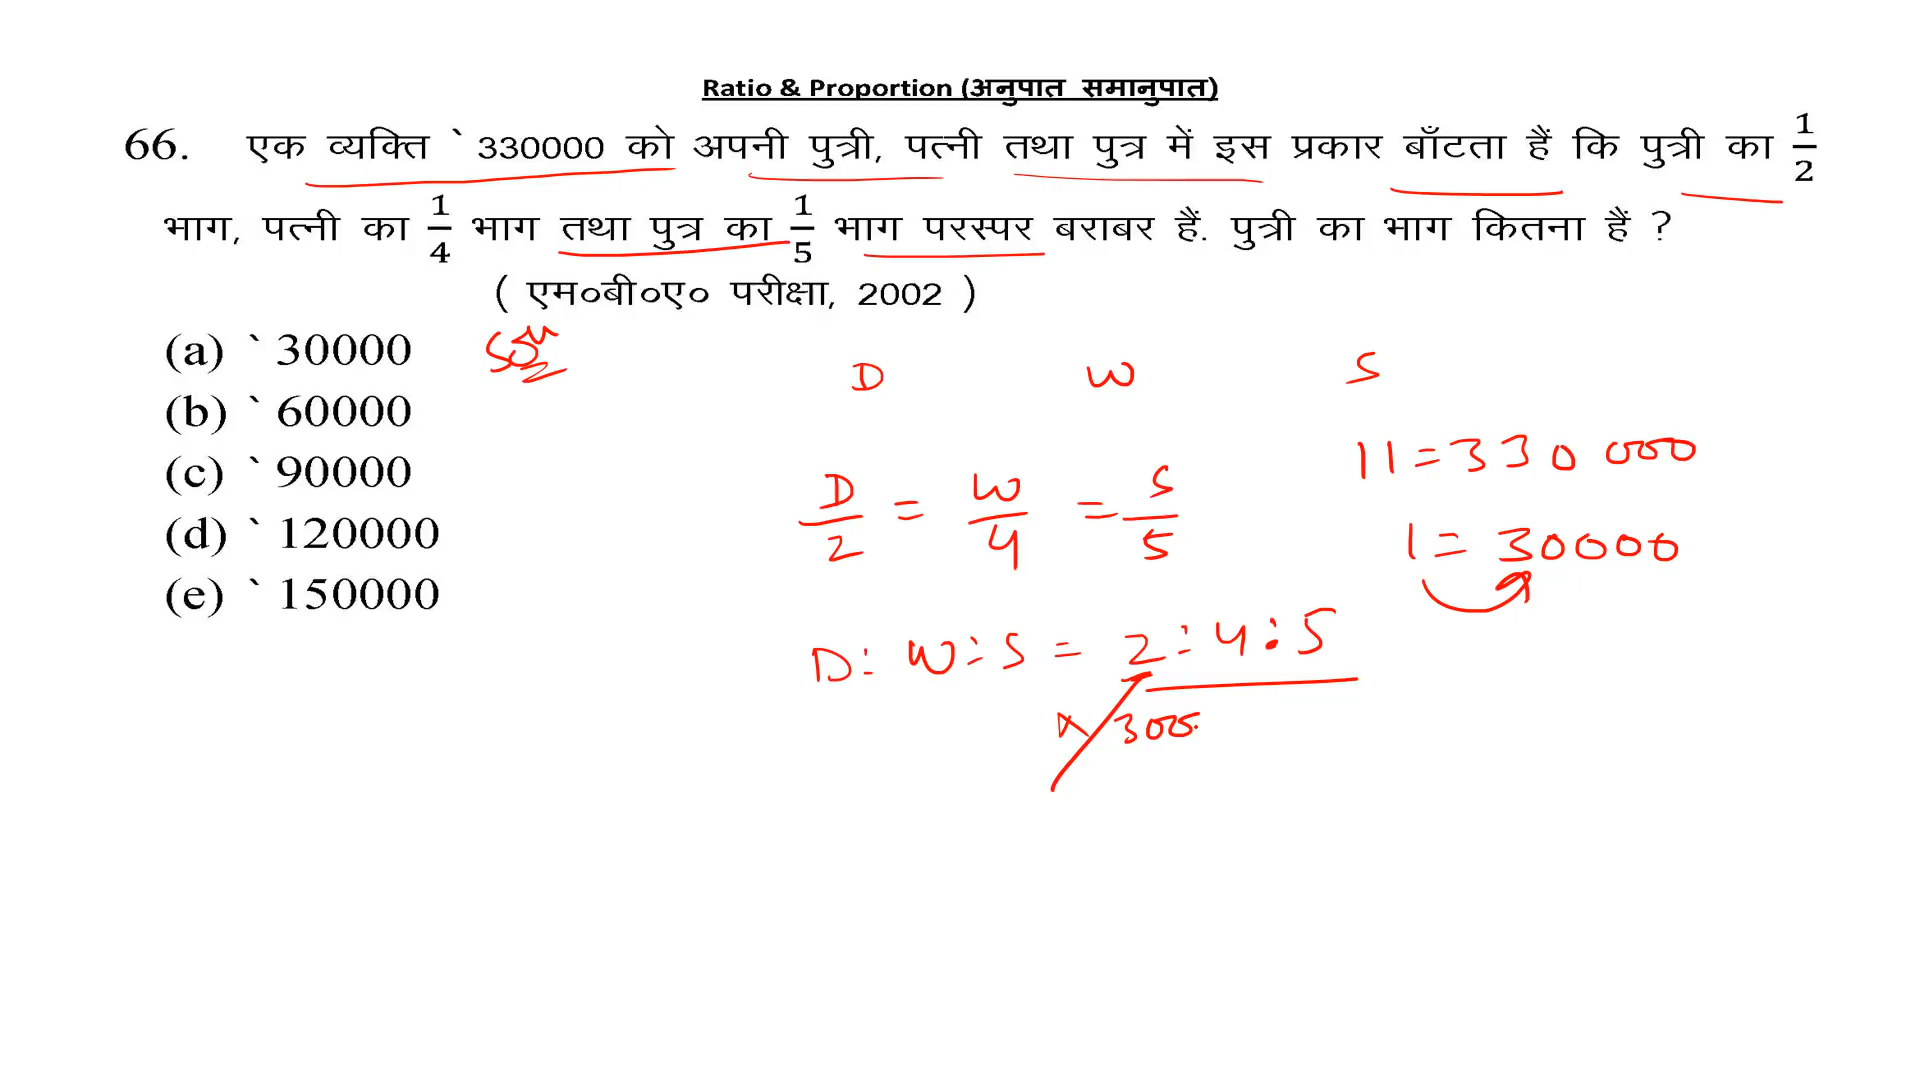 Ratio & Proportion (अनुपात समानुपात)
66. एक व्यक्ति ` 330000 को अपनी पुत्री, पत्नी तथा पुत्र में इस प्रकार बाँटता हैं कि पुत्री का 1/2
भाग, पत्नी का 1/4 भाग तथा पुत्र का 1/5 भाग परस्पर बराबर हैं. पुत्री का भाग कितना हैं ?
( एम०बी०ए० परीक्षा, 2002 )
(a) ` 30000
(b) ` 60000
(c) ` 90000
(d) ` 120000
(e) ` 150000
D W S
D/2 = W/4 = S/5
11 = 330 000
1 = 30000
D : W : S = 2 : 4 : 5